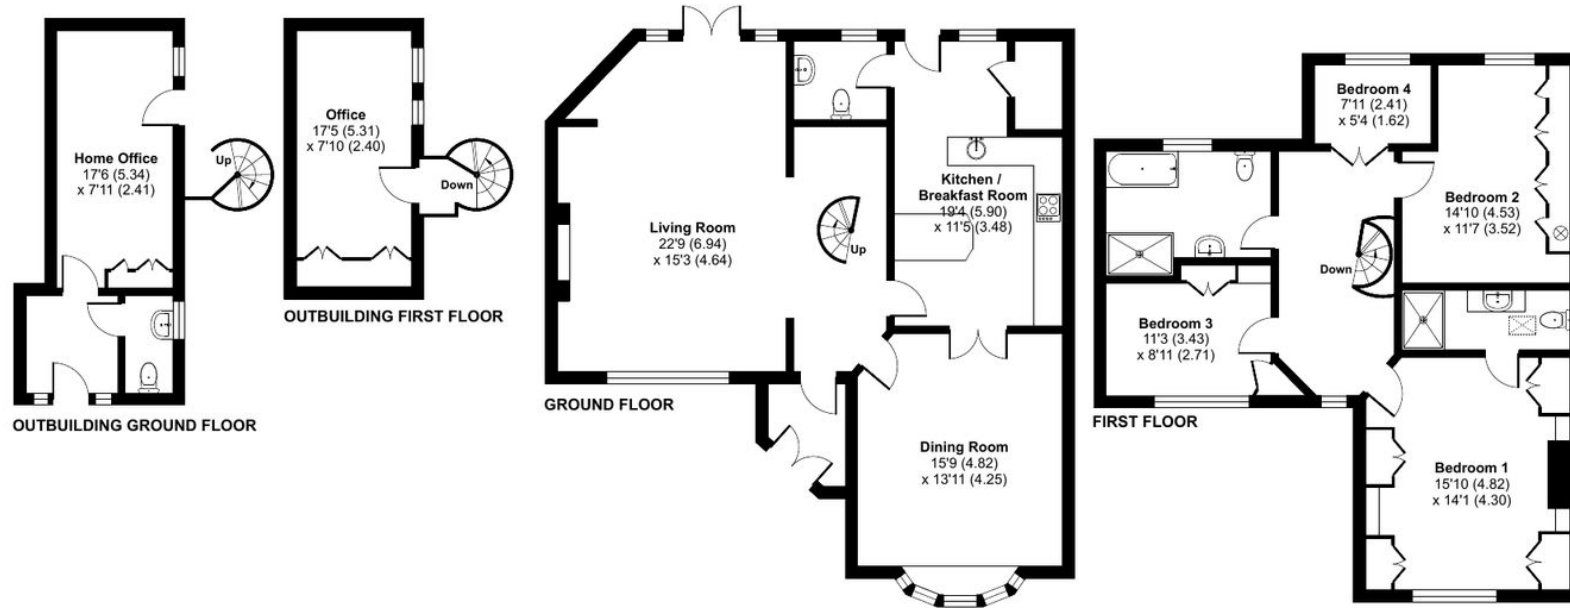 Home Office
17'6 (5.34)
x 7'11 (2.41)
Up
OUTBUILDING GROUND FLOOR
Office
17'5 (5.31)
x 7'10 (2.40)
Down
OUTBUILDING FIRST FLOOR
Living Room
22'9 (6.94)
x 15'3 (4.64)
Up
Kitchen /
Breakfast Room
19'4 (5.90)
x 11'5 (3.48)
GROUND FLOOR
Dining Room
15'9 (4.82)
x 13'11 (4.25)
Bedroom 4
7'11 (2.41)
x 5'4 (1.62)
Bedroom 2
14'10 (4.53)
x 11'7 (3.52)
Down
Bedroom 3
11'3 (3.43)
x 8'11 (2.71)
FIRST FLOOR
Bedroom 1
15'10 (4.82)
x 14'1 (4.30)